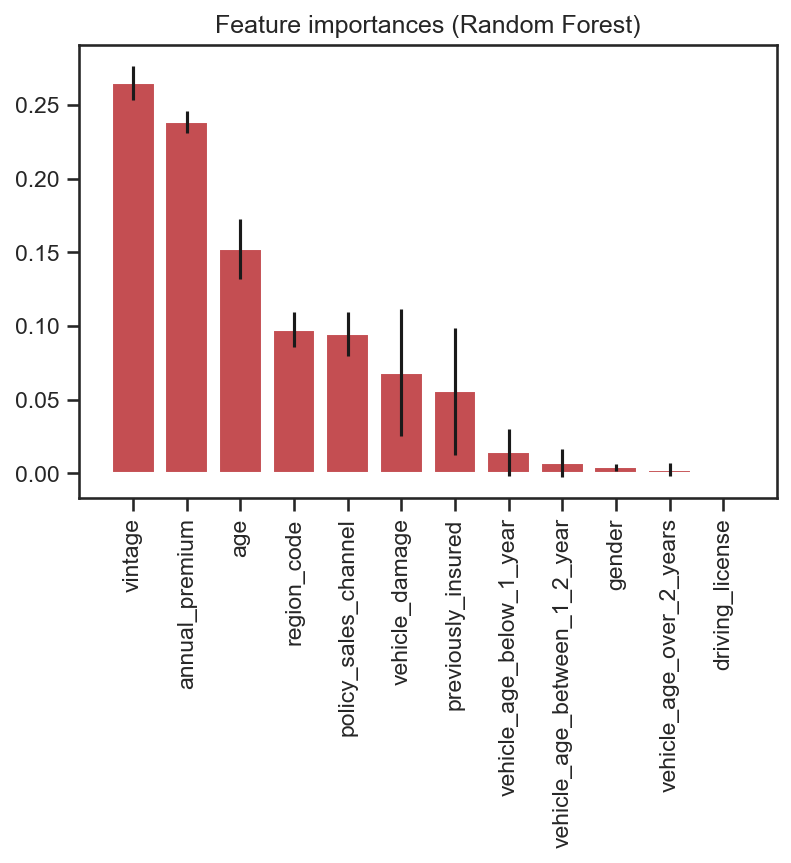 Feature importances (Random Forest)
0.25
0.20
0.15
0.10
0.05
0.00
vintage
annual_premium
age
region_code
policy_sales_channel
vehicle_damage
previously_insured
vehicle_age_below_1_year
vehicle_age_between_1_2_year
gender
vehicle_age_over_2_years
driving_license